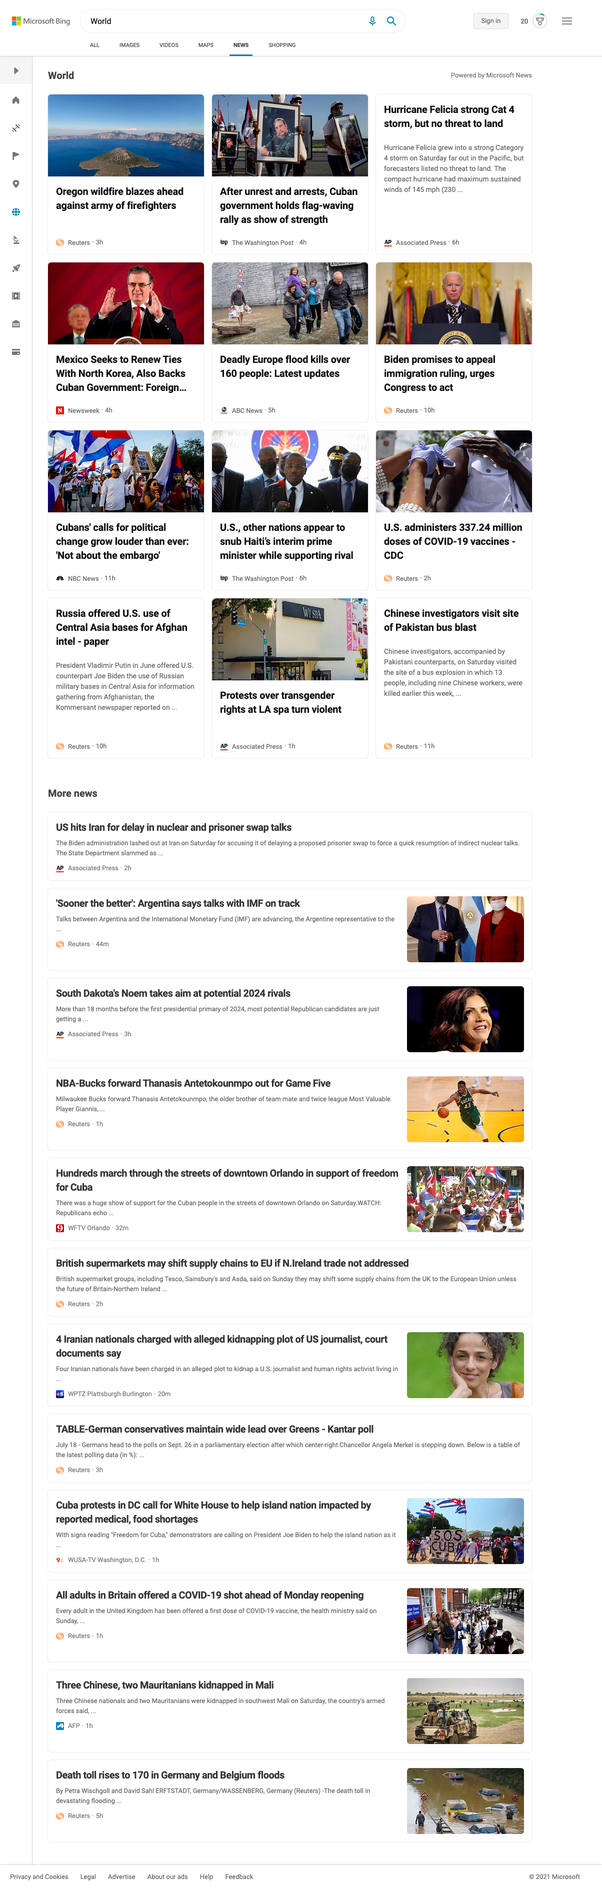 Microsoft Bing
World
Sign in
20
ALL
IMAGES
VIDEOS
MAPS
NEWS
SHOPPING
World
Powered by Microsoft News
Oregon wildfire blazes ahead
against army of firefighters
Reuters · 3h
After unrest and arrests, Cuban
government holds flag-waving
rally as show of strength
wp The Washington Post · 4h
Hurricane Felicia strong Cat 4
storm, but no threat to land
Hurricane Felicia grew into a strong Category
4 storm on Saturday far out in the Pacific, but
forecasters listed no threat to land. The
compact hurricane had maximum sustained
winds of 145 mph (230 ...
AP Associated Press · 6h
Mexico Seeks to Renew Ties
With North Korea, Also Backs
Cuban Government: Foreign...
N Newsweek · 4h
Deadly Europe flood kills over
160 people: Latest updates
ABC News · 5h
Biden promises to appeal
immigration ruling, urges
Congress to act
Reuters · 10h
Cubans' calls for political
change grow louder than ever:
'Not about the embargo'
NBC News · 11h
U.S., other nations appear to
snub Haiti's interim prime
minister while supporting rival
wp The Washington Post · 6h
U.S. administers 337.24 million
doses of COVID-19 vaccines -
CDC
Reuters · 2h
Russia offered U.S. use of
Central Asia bases for Afghan
intel - paper
President Vladimir Putin in June offered U.S.
counterpart Joe Biden the use of Russian
military bases in Central Asia for information
gathering from Afghanistan, the
Kommersant newspaper reported on ...
Reuters · 10h
WI SPA
Protests over transgender
rights at LA spa turn violent
AP Associated Press · 1h
Chinese investigators visit site
of Pakistan bus blast
Chinese investigators, accompanied by
Pakistani counterparts, on Saturday visited
the site of a bus explosion in which 13
people, including nine Chinese workers, were
killed earlier this week, ...
Reuters · 11h
More news
US hits Iran for delay in nuclear and prisoner swap talks
The Biden administration lashed out at Iran on Saturday for accusing it of delaying a proposed prisoner swap to force a quick resumption of indirect nuclear talks.
The State Department slammed as ...
AP Associated Press · 2h
'Sooner the better': Argentina says talks with IMF on track
Talks between Argentina and the International Monetary Fund (IMF) are advancing, the Argentine representative to the
...
Reuters · 44m
South Dakota's Noem takes aim at potential 2024 rivals
More than 18 months before the first presidential primary of 2024, most potential Republican candidates are just
getting a ...
AP Associated Press · 3h
NBA-Bucks forward Thanasis Antetokounmpo out for Game Five
Milwaukee Bucks forward Thanasis Antetokounmpo, the older brother of team mate and twice league Most Valuable
Player Giannis, ...
Reuters · 1h
Hundreds march through the streets of downtown Orlando in support of freedom
for Cuba
There was a huge show of support for the Cuban people in the streets of downtown Orlando on Saturday.WATCH:
Republicans echo ...
9 WFTV Orlando · 32m
British supermarkets may shift supply chains to EU if N.Ireland trade not addressed
British supermarket groups, including Tesco, Sainsbury's and Asda, said on Sunday they may shift some supply chains from the UK to the European Union unless
the future of Britain-Northern Ireland ...
Reuters · 2h
4 Iranian nationals charged with alleged kidnapping plot of US journalist, court
documents say
Four Iranian nationals have been charged in an alleged plot to kidnap a U.S. journalist and human rights activist living in
...
WPTZ Plattsburgh-Burlington · 20m
TABLE-German conservatives maintain wide lead over Greens - Kantar poll
July 18 - Germans head to the polls on Sept. 26 in a parliamentary election after which center-right Chancellor Angela Merkel is stepping down. Below is a table of
the latest polling data (in %): ...
Reuters · 3h
Cuba protests in DC call for White House to help island nation impacted by
reported medical, food shortages
With signs reading "Freedom for Cuba," demonstrators are calling on President Joe Biden to help the island nation as it
...
WUSA-TV Washington, D.C. · 1h
S.O.S
CUBA
All adults in Britain offered a COVID-19 shot ahead of Monday reopening
Every adult in the United Kingdom has been offered a first dose of COVID-19 vaccine, the health ministry said on
Sunday, ...
Reuters · 1h
Three Chinese, two Mauritanians kidnapped in Mali
Three Chinese nationals and two Mauritanians were kidnapped in southwest Mali on Saturday, the country's armed
forces said, ...
AFP · 1h
Death toll rises to 170 in Germany and Belgium floods
By Petra Wischgoll and David Sahl ERFTSTADT, Germany/WASSENBERG, Germany (Reuters) -The death toll in
devastating flooding ...
Reuters · 5h
Privacy and Cookies
Legal
Advertise
About our ads
Help
Feedback
© 2021 Microsoft